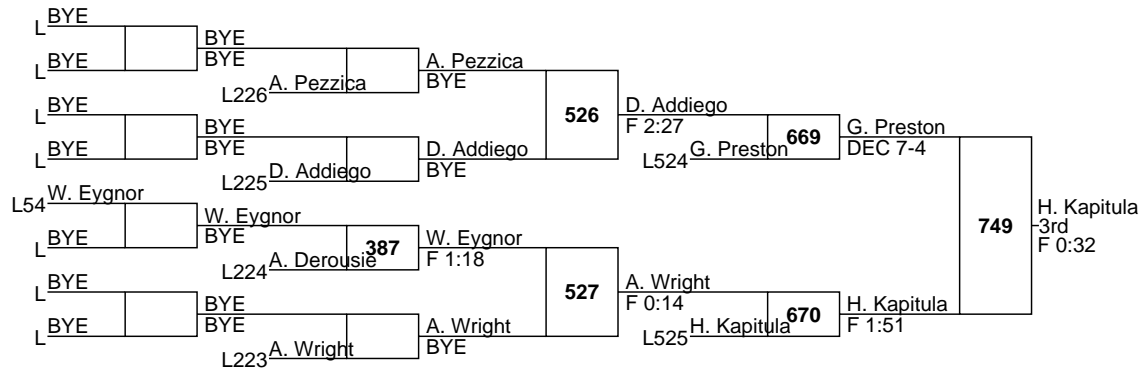 BYE
L
BYE
BYE
BYE
L
A. Pezzica
A. Pezzica
BYE
L226
BYE
526
D. Addiego
F 2:27
L
BYE
BYE
BYE
L
669
G. Preston
DEC 7-4
G. Preston
L524
D. Addiego
D. Addiego
BYE
L225
W. Eygnor
L54
W. Eygnor
BYE
BYE
L
749
H. Kapitula
3rd
F 0:32
387
W. Eygnor
F 1:18
A. Derousie
L224
BYE
L
BYE
BYE
BYE
L
527
A. Wright
F 0:14
670
H. Kapitula
F 1:51
H. Kapitula
L525
A. Wright
BYE
A. Wright
L223